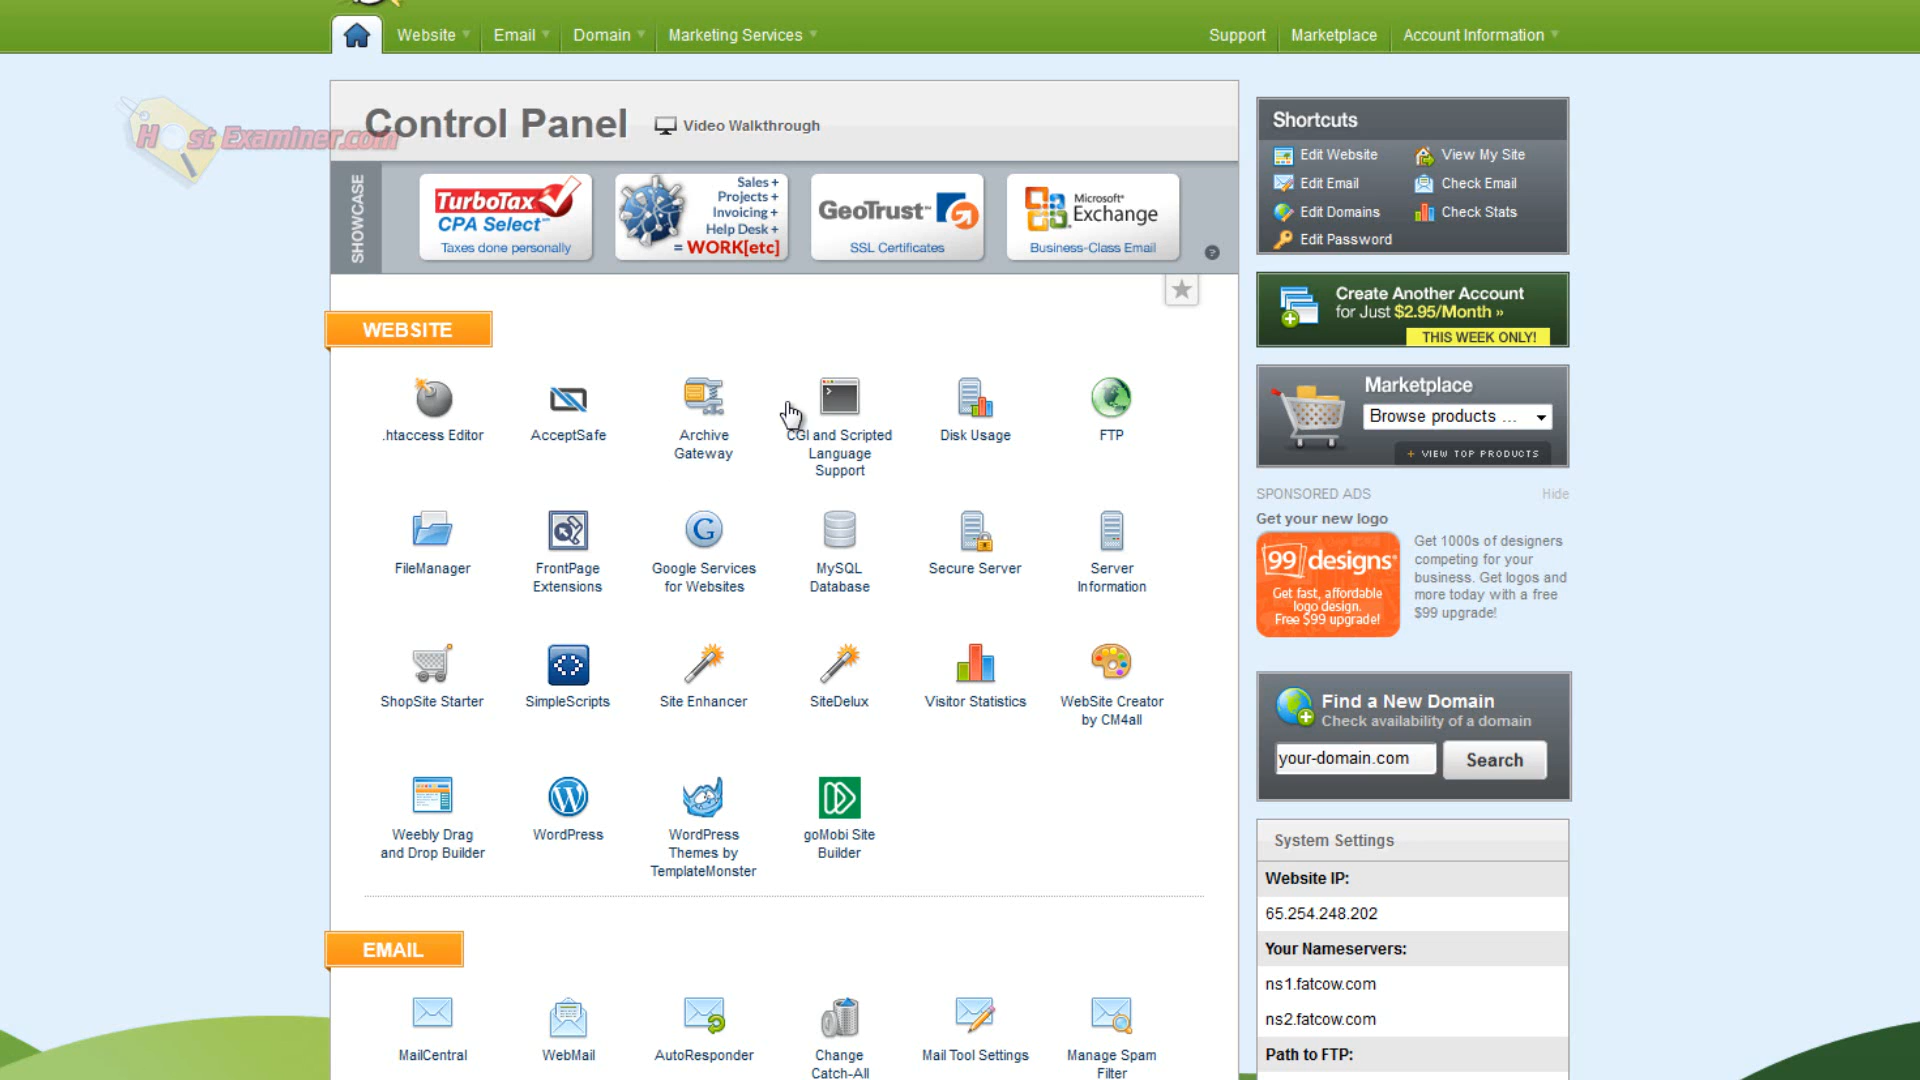 Website
Email
Domain
Marketing Services
Support
Marketplace
Account Information
Host Examiner.com
Control Panel
Video Walkthrough
SHOWCASE
TurboTax
CPA Select℠
Taxes done personally
Sales +
Projects +
Invoicing +
Help Desk +
= WORK[etc]
GeoTrust™
SSL Certificates
Microsoft®
Exchange
Business-Class Email
?
WEBSITE
.htaccess Editor
AcceptSafe
Archive
Gateway
CGI and Scripted
Language
Support
Disk Usage
FTP
FileManager
FrontPage
Extensions
Google Services
for Websites
MySQL
Database
Secure Server
Server
Information
ShopSite Starter
SimpleScripts
Site Enhancer
SiteDelux
Visitor Statistics
WebSite Creator
by CM4all
Weebly Drag
and Drop Builder
WordPress
WordPress
Themes by
TemplateMonster
goMobi Site
Builder
EMAIL
MailCentral
WebMail
AutoResponder
Change
Catch-All
Mail Tool Settings
Manage Spam
Filter
Shortcuts
Edit Website
View My Site
Edit Email
Check Email
Edit Domains
Check Stats
Edit Password
Create Another Account
for Just $2.95/Month »
THIS WEEK ONLY!
Marketplace
Browse products ...
+ VIEW TOP PRODUCTS
SPONSORED ADS
Hide
Get your new logo
99designs®
Get fast, affordable
logo design.
Free $99 upgrade!
Get 1000s of designers
competing for your
business. Get logos and
more today with a free
$99 upgrade!
Find a New Domain
Check availability of a domain
your-domain.com
Search
System Settings
Website IP:
65.254.248.202
Your Nameservers:
ns1.fatcow.com
ns2.fatcow.com
Path to FTP: